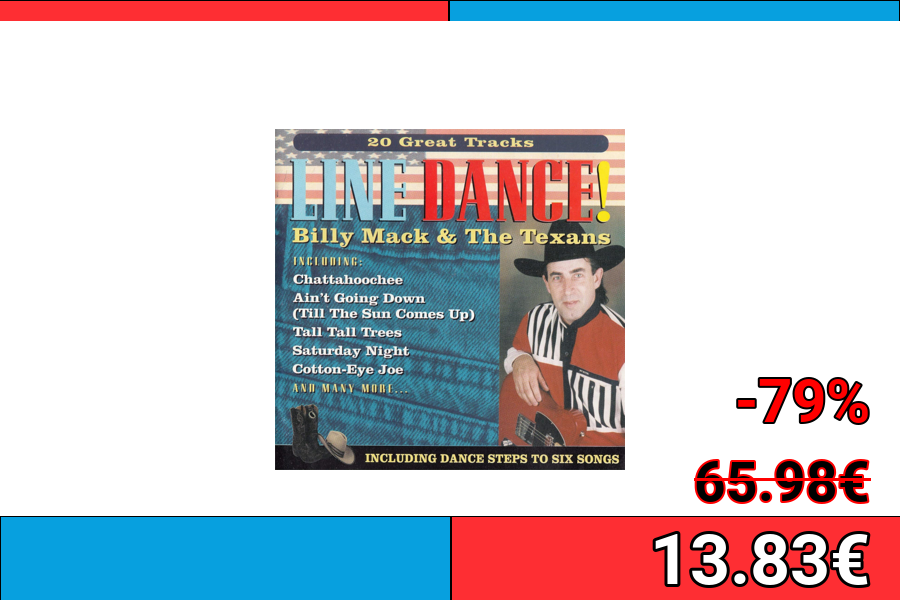 20 Great Tracks
LINE DANCE!
Billy Mack & The Texans
INCLUDING:
Chattahoochee
Ain't Going Down
(Till The Sun Comes Up)
Tall Tall Trees
Saturday Night
Cotton-Eye Joe
AND MANY MORE...
INCLUDING DANCE STEPS TO SIX SONGS
-79%
65.98€
13.83€